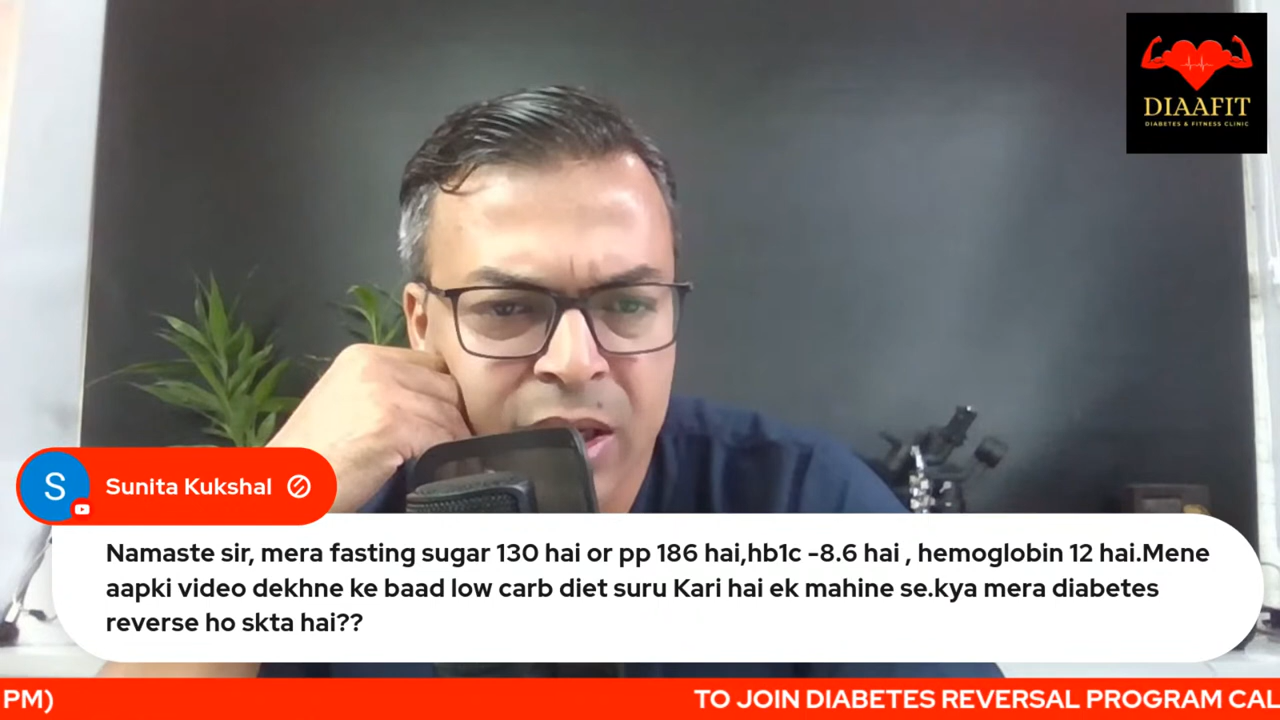 DIAAFIT
DIABETES & FITNESS CLINIC
S
Sunita Kukshal
Namaste sir, mera fasting sugar 130 hai or pp 186 hai,hb1c -8.6 hai , hemoglobin 12 hai.Mene
aapki video dekhne ke baad low carb diet suru Kari hai ek mahine se.kya mera diabetes
reverse ho skta hai??
PM) TO JOIN DIABETES REVERSAL PROGRAM CAL